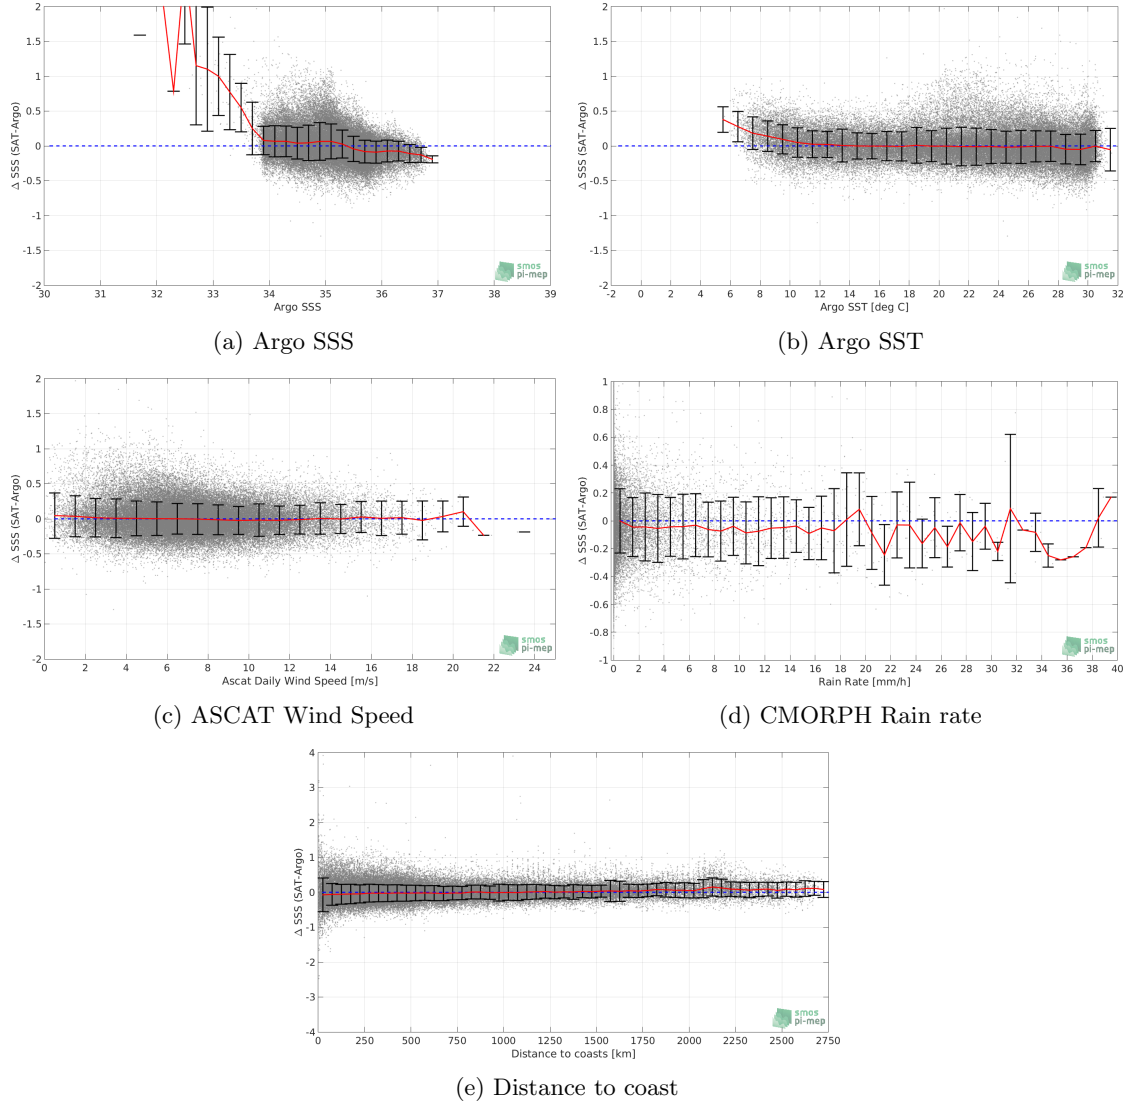 2
1.5
1
0.5
0
-0.5
-1
-1.5
-2
Δ SSS (SAT-Argo)
30 31 32 33 34 35 36 37 38 39
Argo SSS
smos
pi-mep
(a) Argo SSS
2
1.5
1
0.5
0
-0.5
-1
-1.5
-2
Δ SSS (SAT-Argo)
-2 0 2 4 6 8 10 12 14 16 18 20 22 24 26 28 30 32
Argo SST [deg C]
smos
pi-mep
(b) Argo SST
2
1.5
1
0.5
0
-0.5
-1
-1.5
-2
Δ SSS (SAT-Argo)
0 2 4 6 8 10 12 14 16 18 20 22 24
Ascat Daily Wind Speed [m/s]
smos
pi-mep
(c) ASCAT Wind Speed
1
0.8
0.6
0.4
0.2
0
-0.2
-0.4
-0.6
-0.8
-1
Δ SSS (SAT-Argo)
0 2 4 6 8 10 12 14 16 18 20 22 24 26 28 30 32 34 36 38 40
Rain Rate [mm/h]
smos
pi-mep
(d) CMORPH Rain rate
4
3
2
1
0
-1
-2
-3
-4
Δ SSS (SAT-Argo)
0 250 500 750 1000 1250 1500 1750 2000 2250 2500 2750
Distance to coasts [km]
smos
pi-mep
(e) Distance to coast